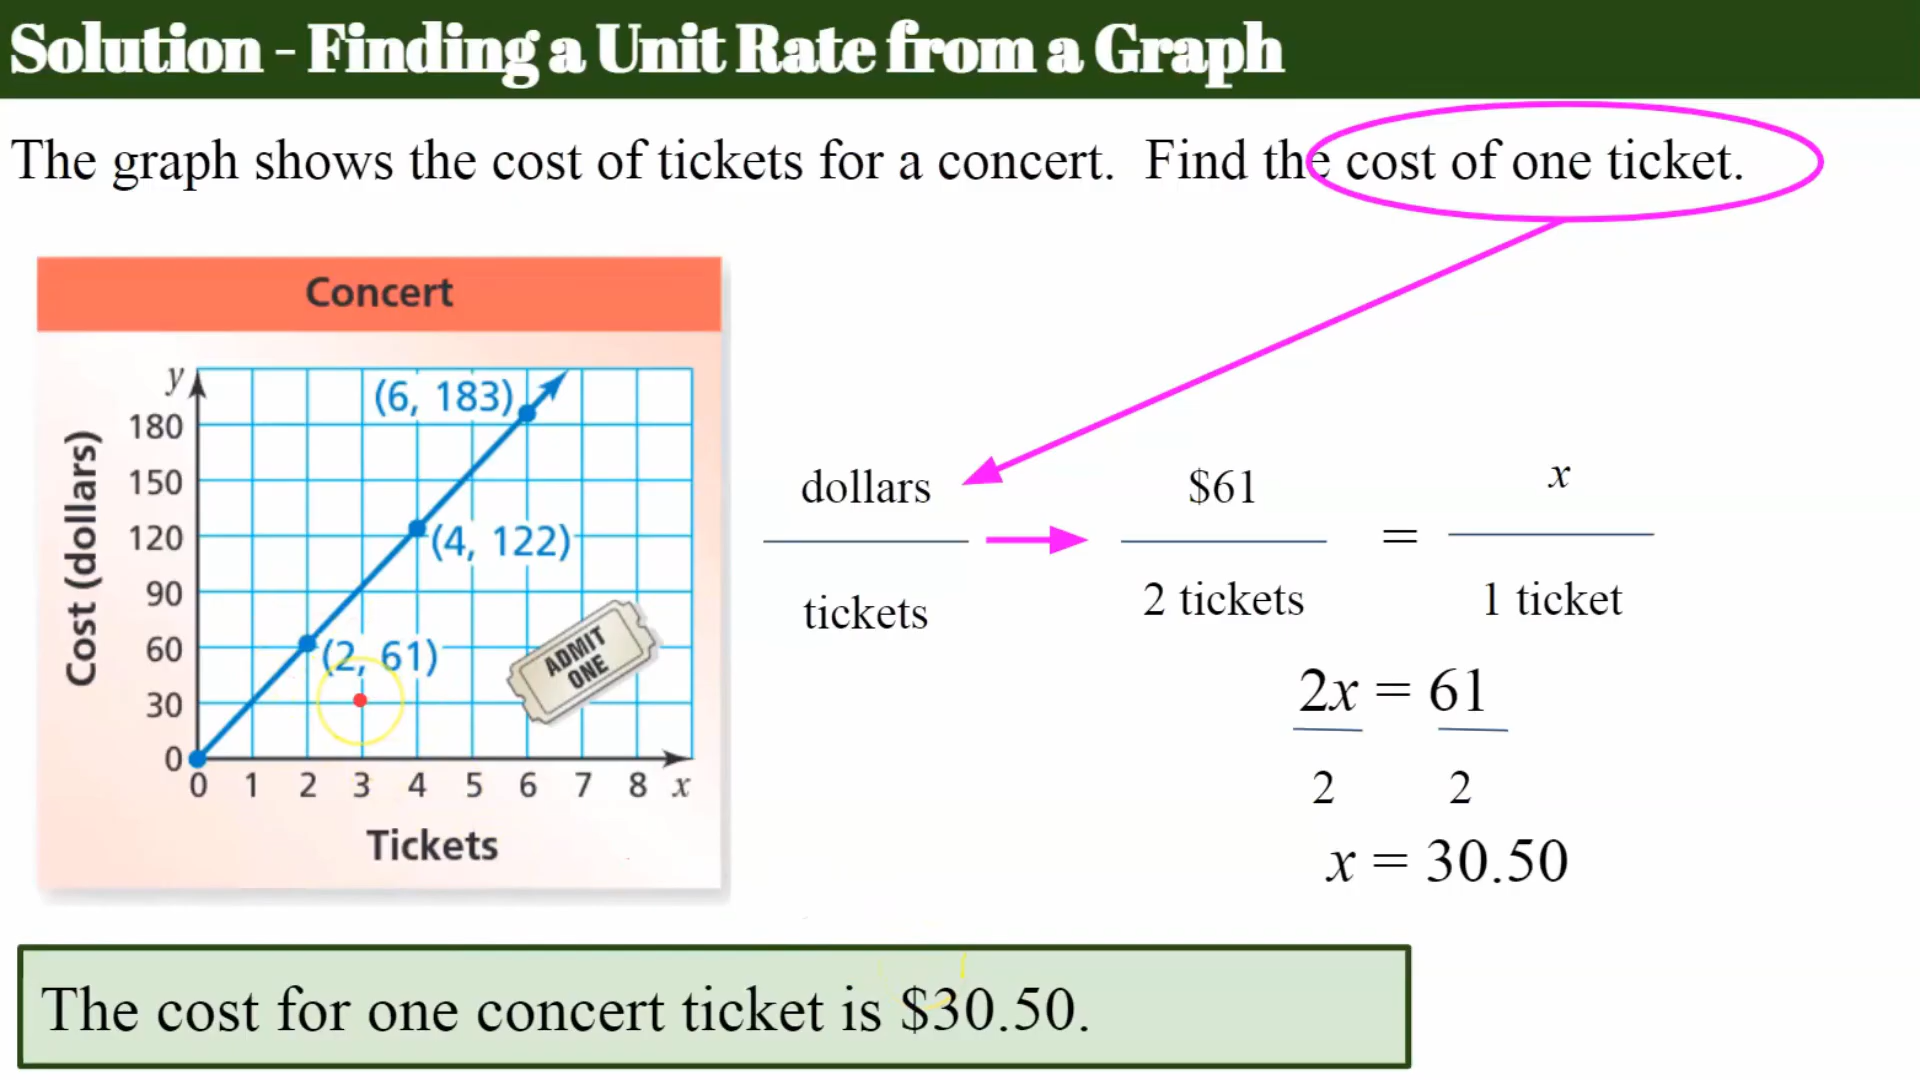 Solution - Finding a Unit Rate from a Graph
The graph shows the cost of tickets for a concert. Find the cost of one ticket.
Concert
y
180
150
120
90
60
30
0
Cost (dollars)
(6, 183)
(4, 122)
(2, 61)
ADMIT
ONE
0 1 2 3 4 5 6 7 8 x
Tickets
dollars
tickets
$61
2 tickets
=
x
1 ticket
2x = 61
2 2
x = 30.50
The cost for one concert ticket is $30.50.